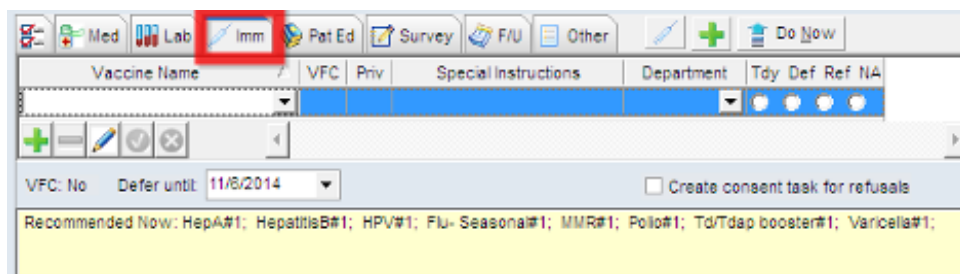 Med Lab Imm Pat Ed Survey F/U Other Do Now
Vaccine Name VFC Priv Special Instructions Department Tdy Def Ref NA
VFC: No Defer until: 11/6/2014 Create consent task for refusals
Recommended Now: HepA#1; HepatitisB#1; HPV#1; Flu- Seasonal#1; MMR#1; Polio#1; Td/Tdap booster#1; Varicella#1;